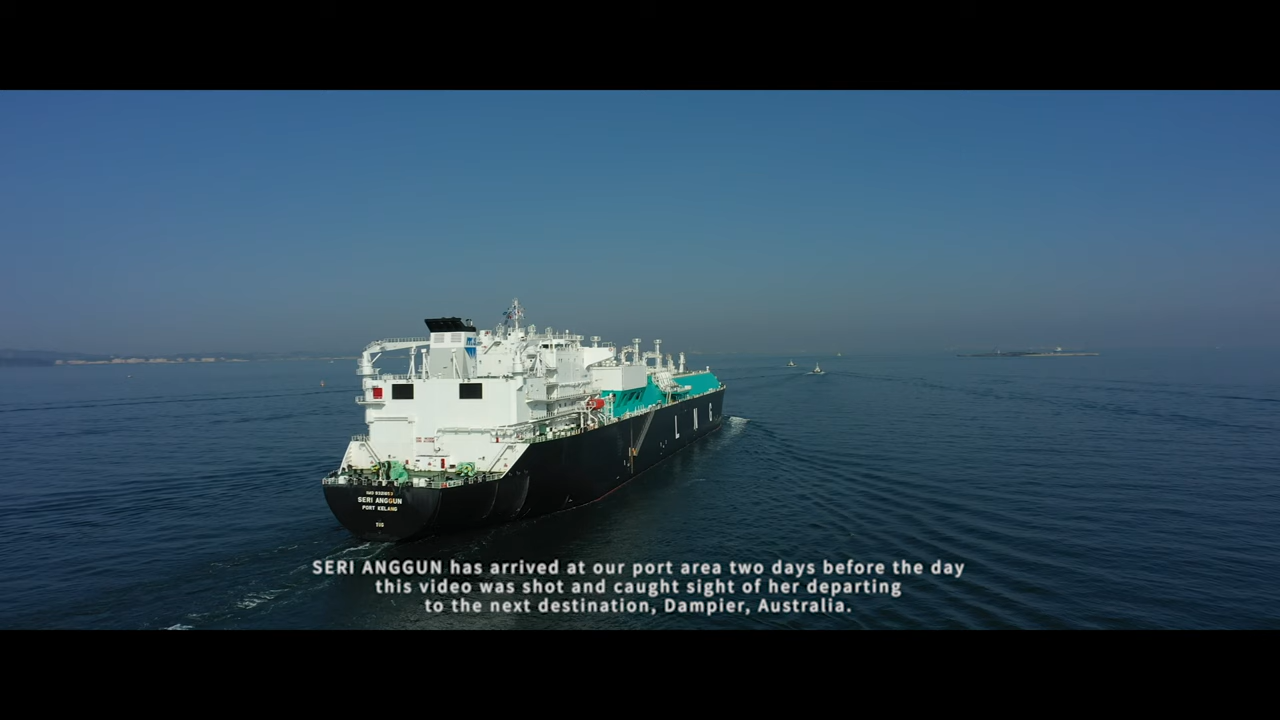 L N G
SERI ANGGUN
PORT KELANG
SERI ANGGUN has arrived at our port area two days before the day
this video was shot and caught sight of her departing
to the next destination, Dampier, Australia.